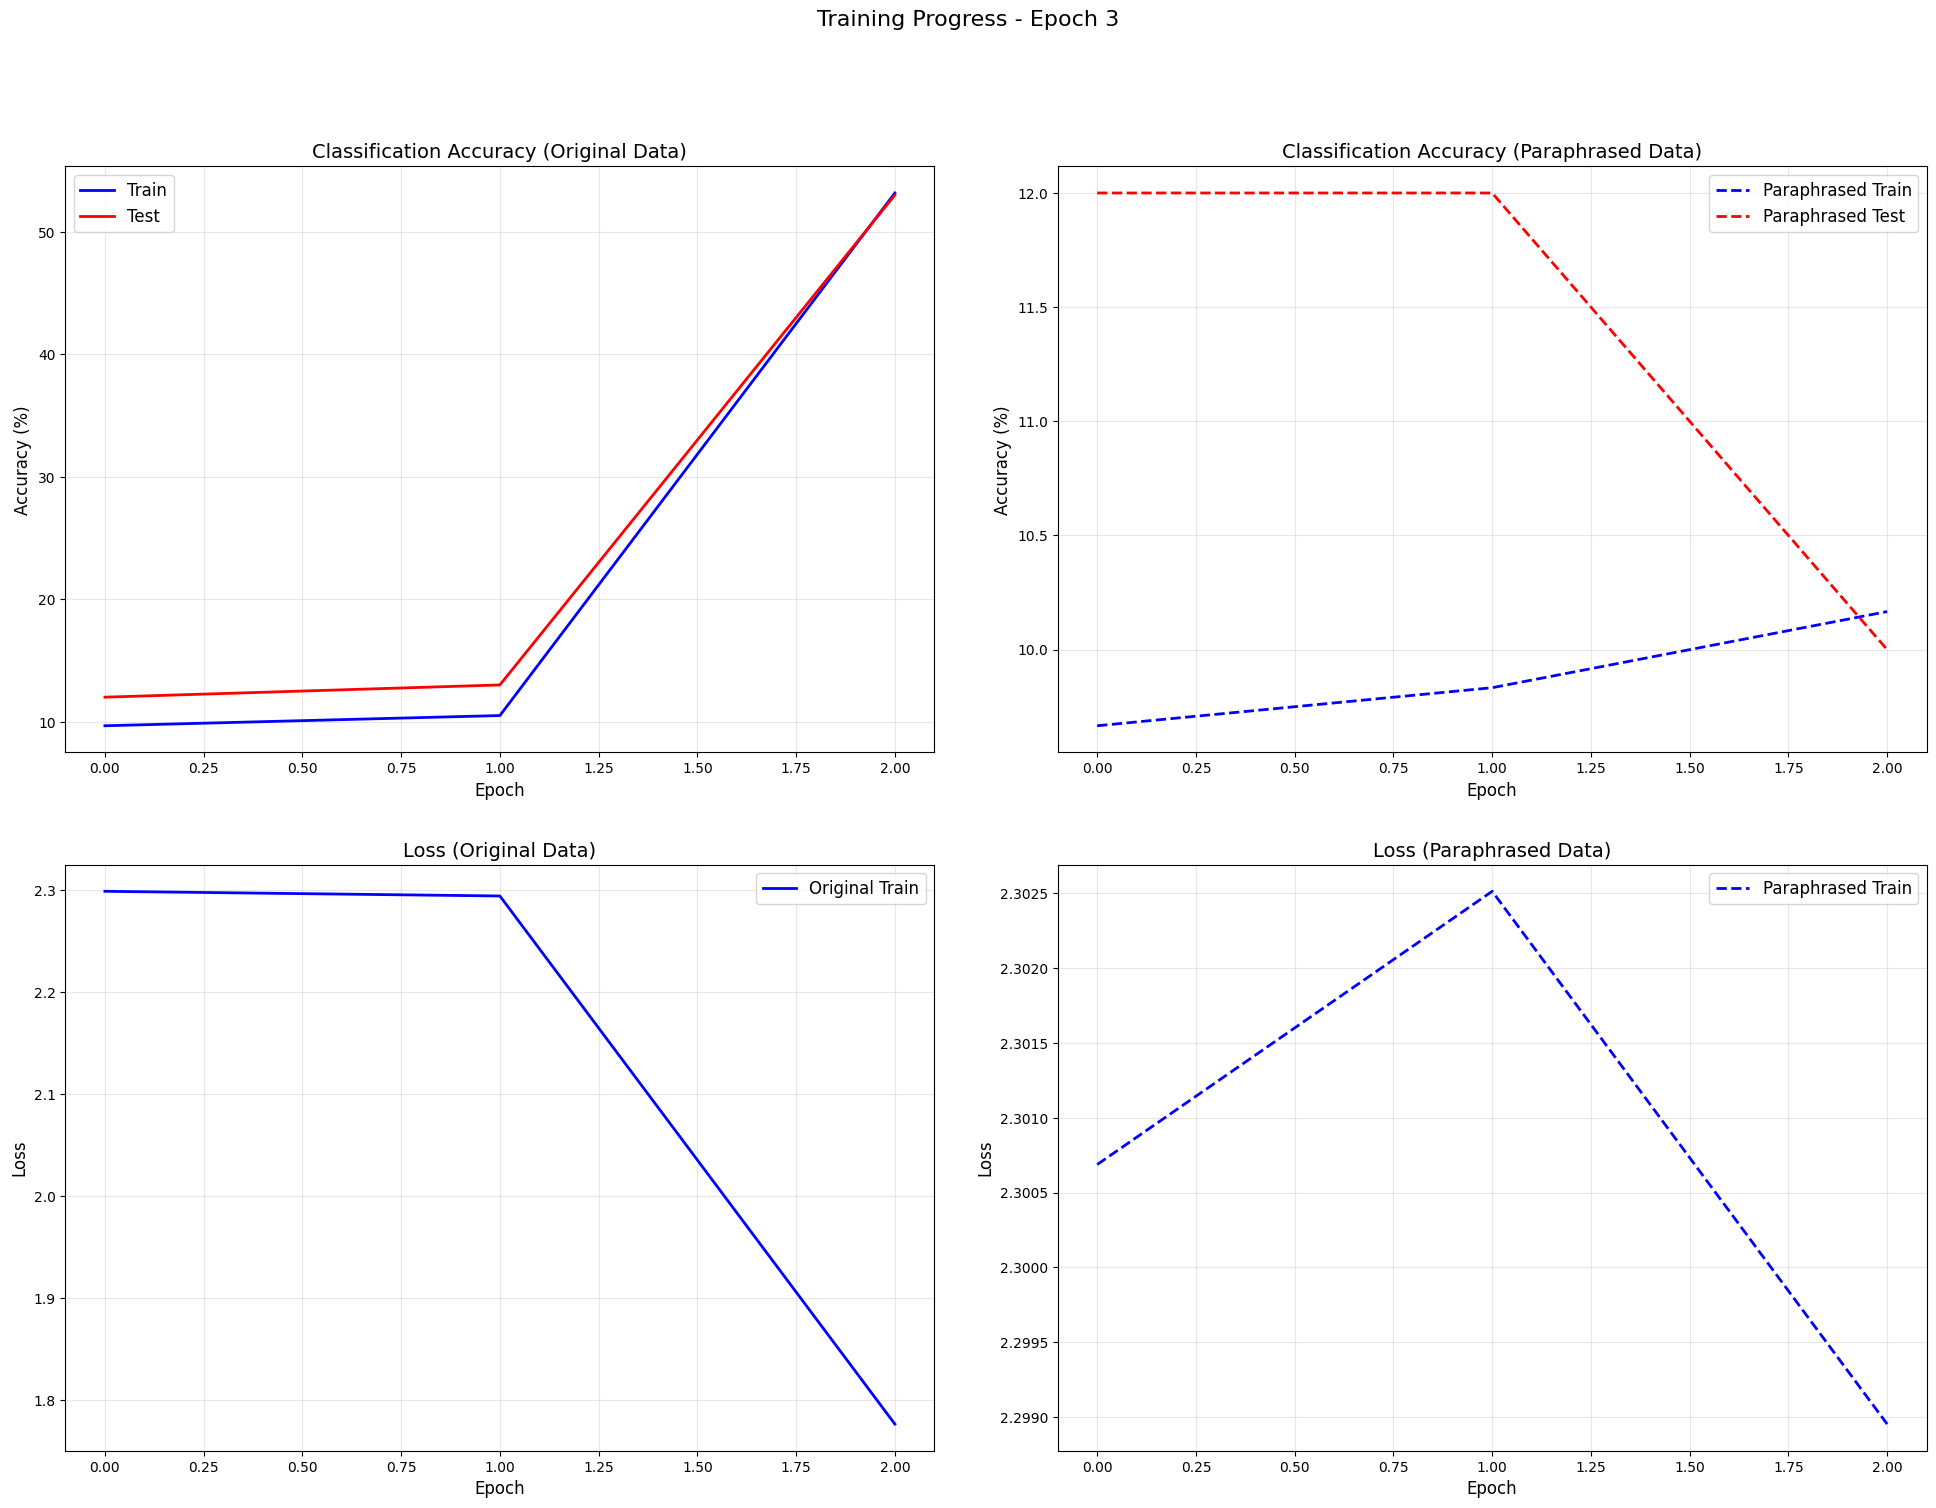 Training Progress - Epoch 3
Classification Accuracy (Original Data)
Train
Test
50
40
30
20
10
Accuracy (%)
0.00 0.25 0.50 0.75 1.00 1.25 1.50 1.75 2.00
Epoch
Classification Accuracy (Paraphrased Data)
Paraphrased Train
Paraphrased Test
12.0
11.5
11.0
10.5
10.0
Accuracy (%)
0.00 0.25 0.50 0.75 1.00 1.25 1.50 1.75 2.00
Epoch
Loss (Original Data)
Original Train
2.3
2.2
2.1
2.0
1.9
1.8
Loss
0.00 0.25 0.50 0.75 1.00 1.25 1.50 1.75 2.00
Epoch
Loss (Paraphrased Data)
Paraphrased Train
2.3025
2.3020
2.3015
2.3010
2.3005
2.3000
2.2995
2.2990
Loss
0.00 0.25 0.50 0.75 1.00 1.25 1.50 1.75 2.00
Epoch